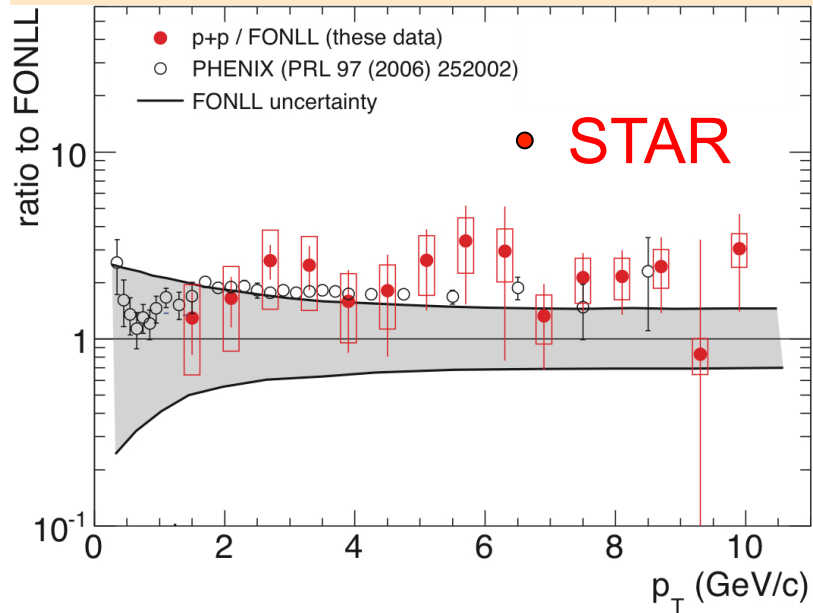 ratio to FONLL
p+p / FONLL (these data)
PHENIX (PRL 97 (2006) 252002)
FONLL uncertainty
STAR
10
1
10-1
0 2 4 6 8 10
pT (GeV/c)